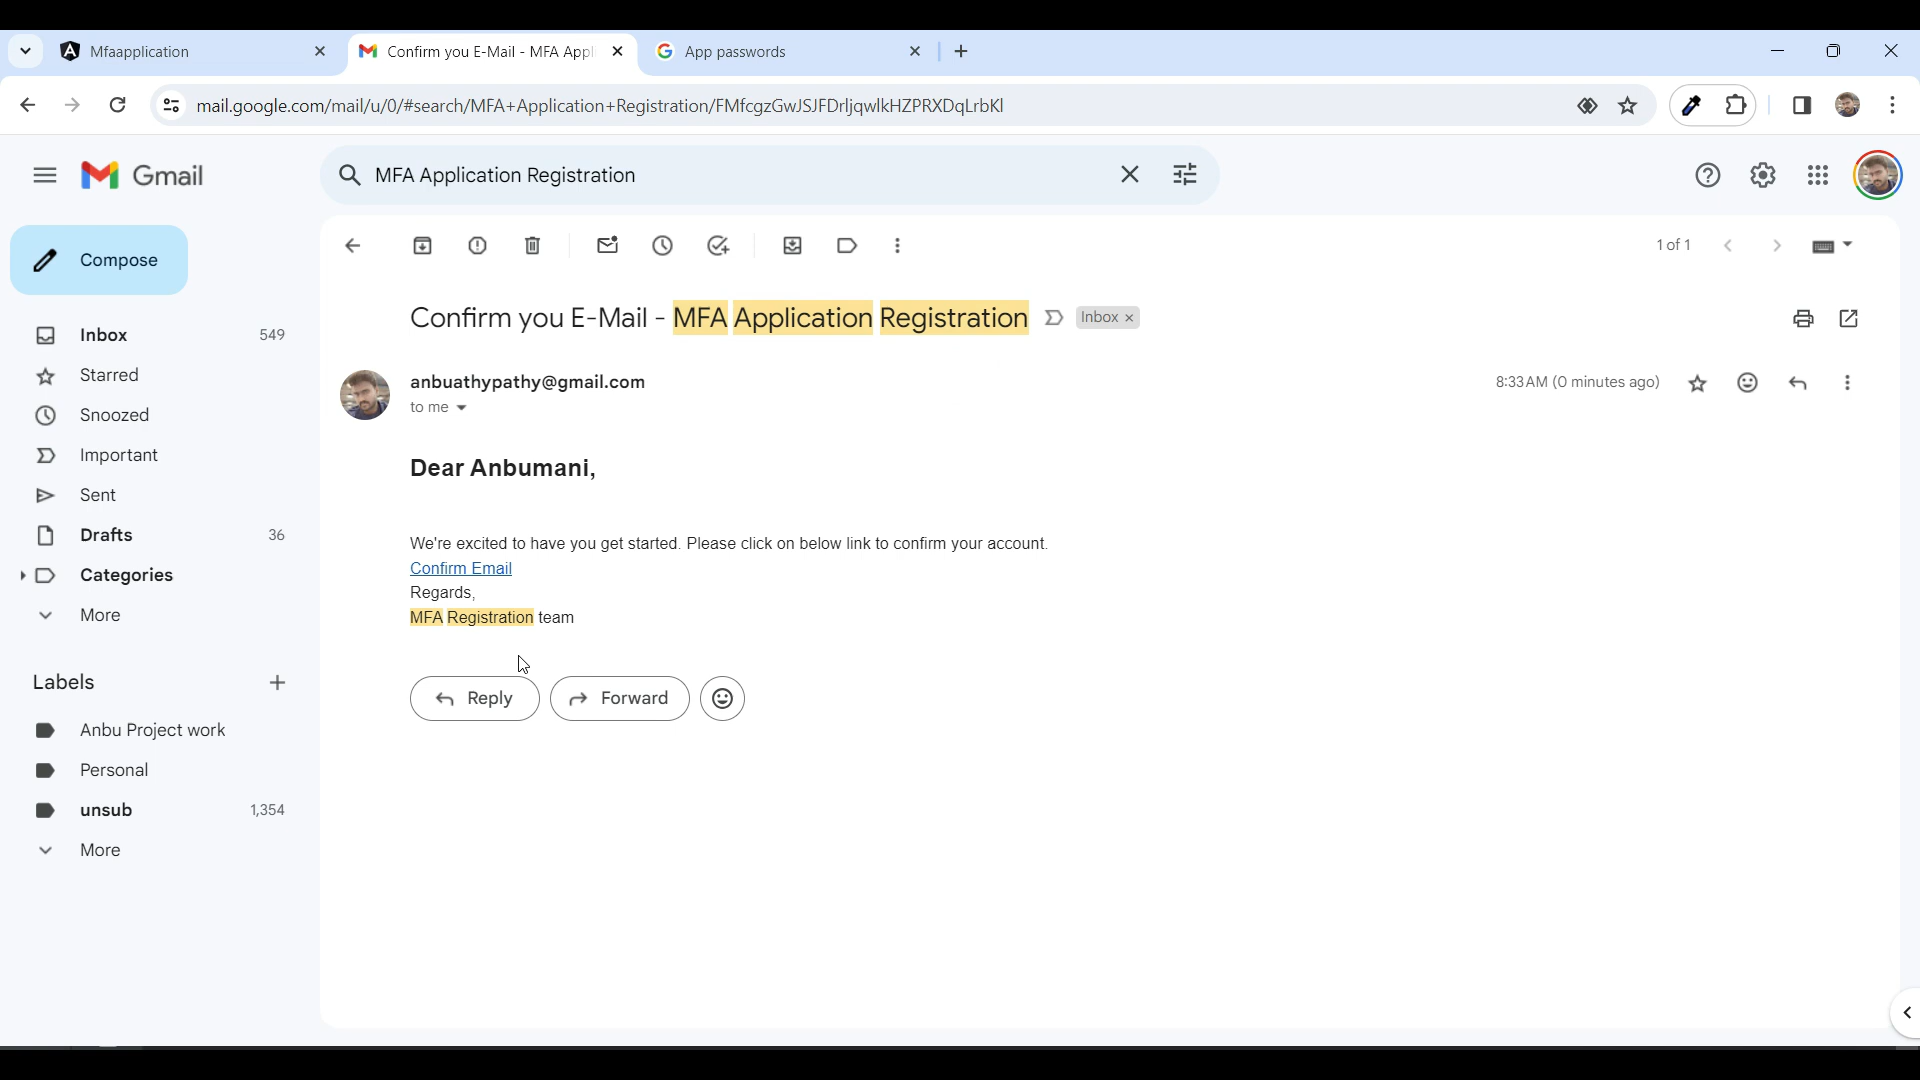 Mfaapplication
Confirm you E-Mail - MFA Appl
App passwords
mail.google.com/mail/u/0/#search/MFA+Application+Registration/FMfcgzGwJSJFDrljqwlkHZPRXDqLrbKl
Gmail
MFA Application Registration
Compose
1 of 1
Confirm you E-Mail - MFA Application Registration
Inbox ×
Inbox 549
Starred
Snoozed
Important
Sent
Drafts 36
Categories
More
Labels
Anbu Project work
Personal
unsub 1,354
More
anbuathypathy@gmail.com
8:33 AM (0 minutes ago)
to me
Dear Anbumani,
We're excited to have you get started. Please click on below link to confirm your account.
Confirm Email
Regards,
MFA Registration team
Reply
Forward